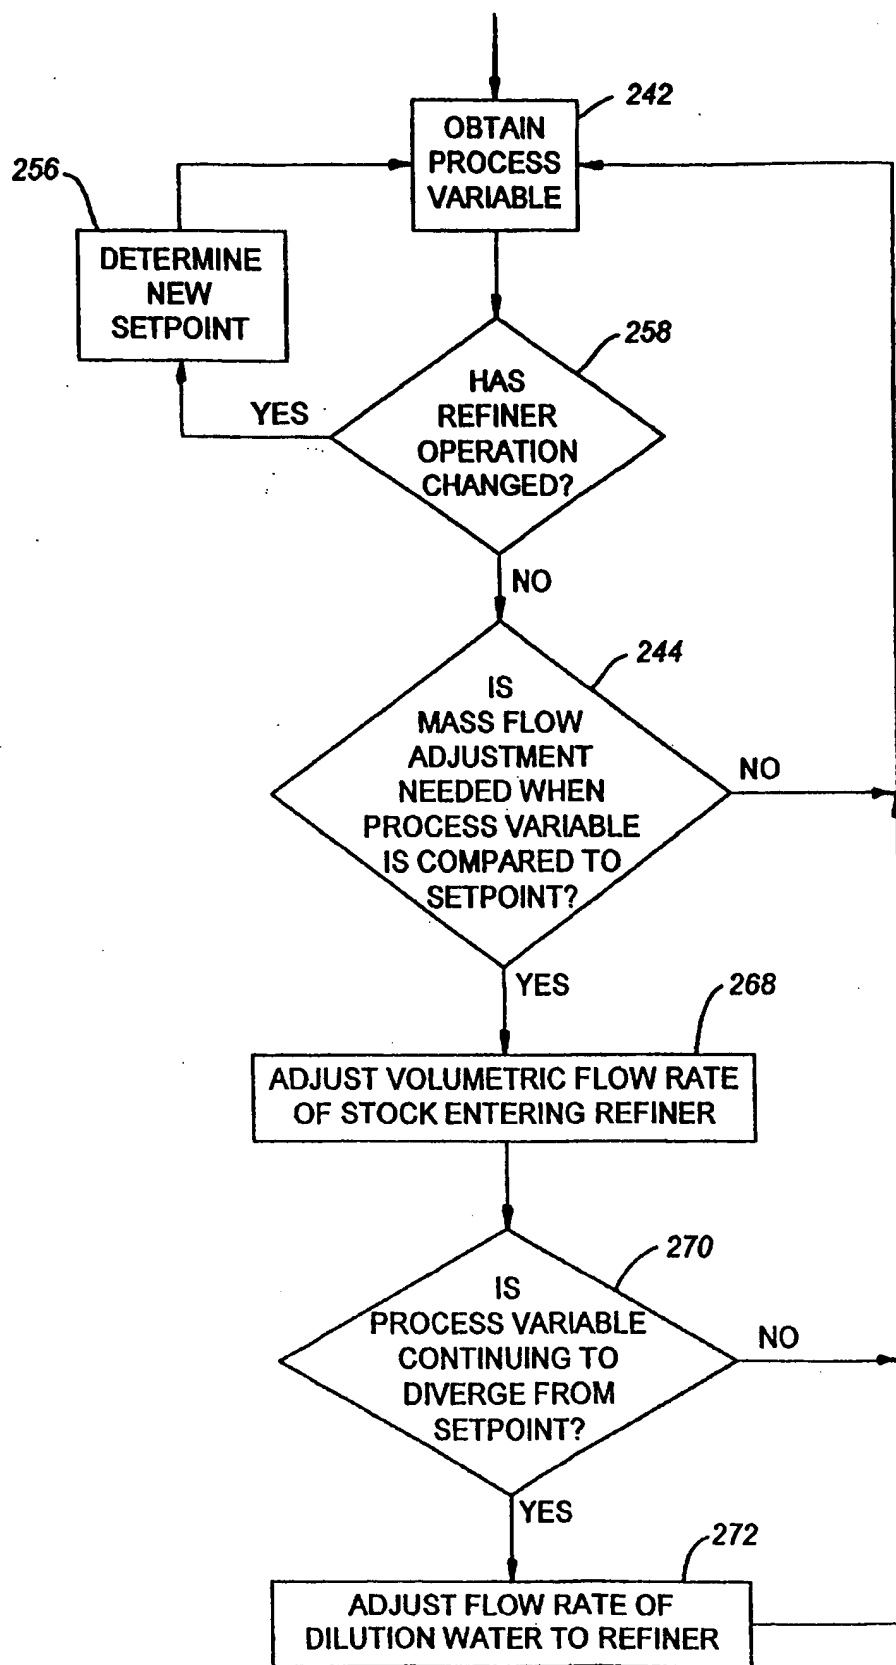 242
OBTAIN
PROCESS
VARIABLE
256
DETERMINE
NEW
SETPOINT
258
HAS
REFINER
OPERATION
CHANGED?
YES
NO
244
IS
MASS FLOW
ADJUSTMENT
NEEDED WHEN
PROCESS VARIABLE
IS COMPARED TO
SETPOINT?
NO
YES
268
ADJUST VOLUMETRIC FLOW RATE
OF STOCK ENTERING REFINER
270
IS
PROCESS VARIABLE
CONTINUING TO
DIVERGE FROM
SETPOINT?
NO
YES
272
ADJUST FLOW RATE OF
DILUTION WATER TO REFINER